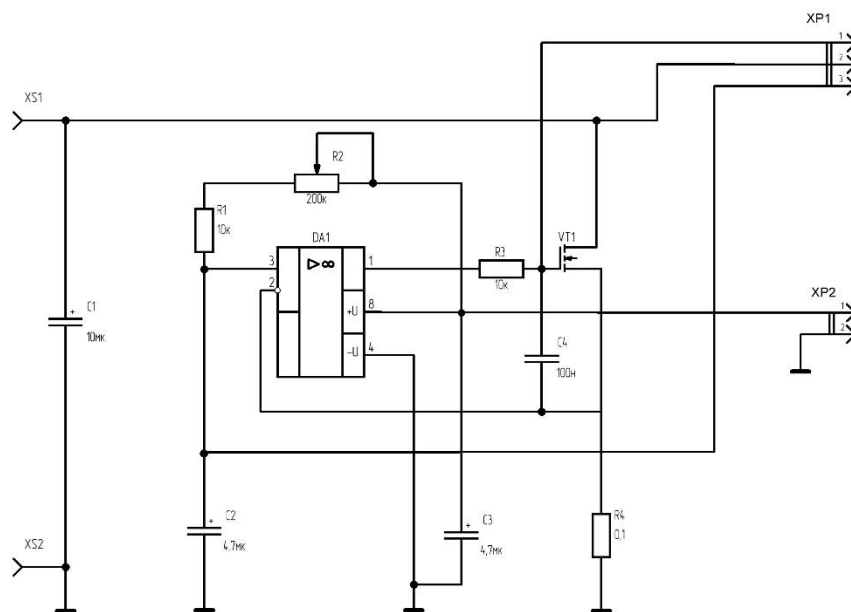 XP1
1
2
3
XS1
R2
200к
R1
10к
DA1
3
2
▷∞
1
+U
8
-U
4
R3
10к
VT1
XP2
1
2
C1
+
10мк
C4
100н
C2
+
4,7мк
C3
+
4,7мк
R4
0,1
XS2